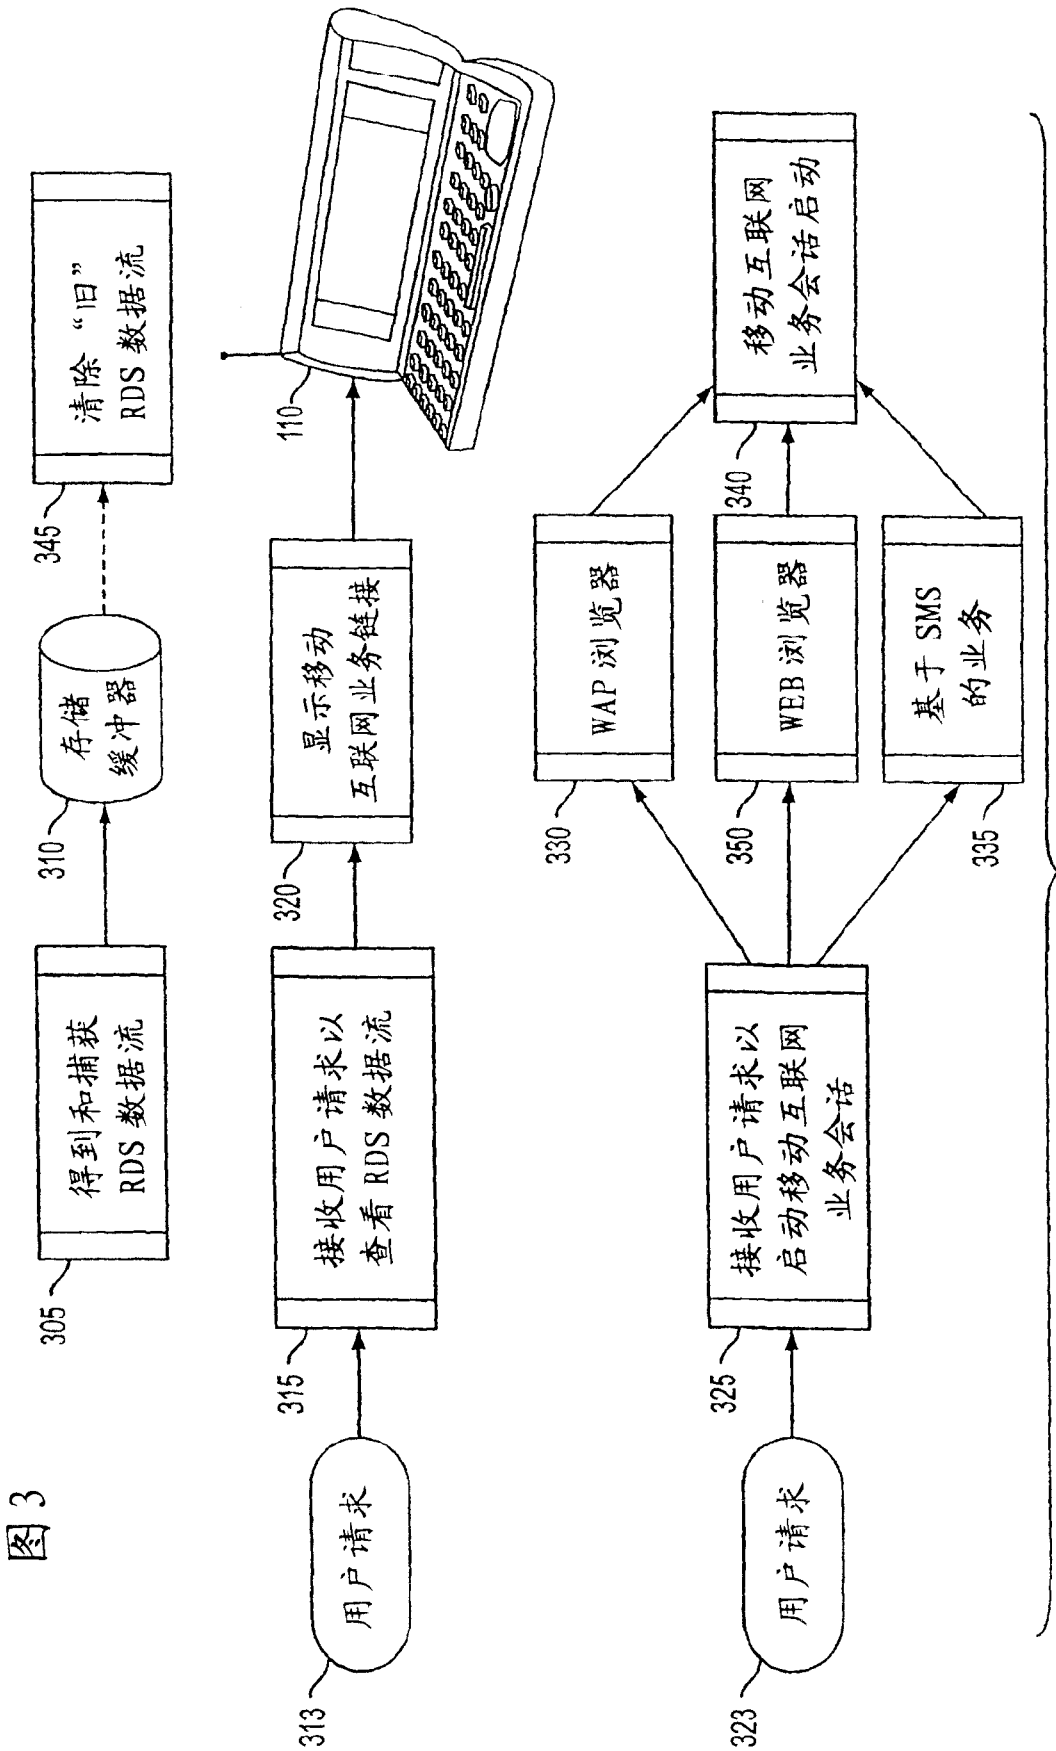 图 3
305
得到和捕获
RDS 数据流
310
存储
缓冲器
345
清除 “旧”
RDS 数据流
313
用户请求
315
接收用户请求以
查看 RDS 数据流
320
显示移动
互联网业务链接
110
323
用户请求
325
接收用户请求以
启动移动互联网
业务会话
330
WAP 浏览器
350
WEB 浏览器
335
基于 SMS
的业务
340
移动互联网
业务会话启动